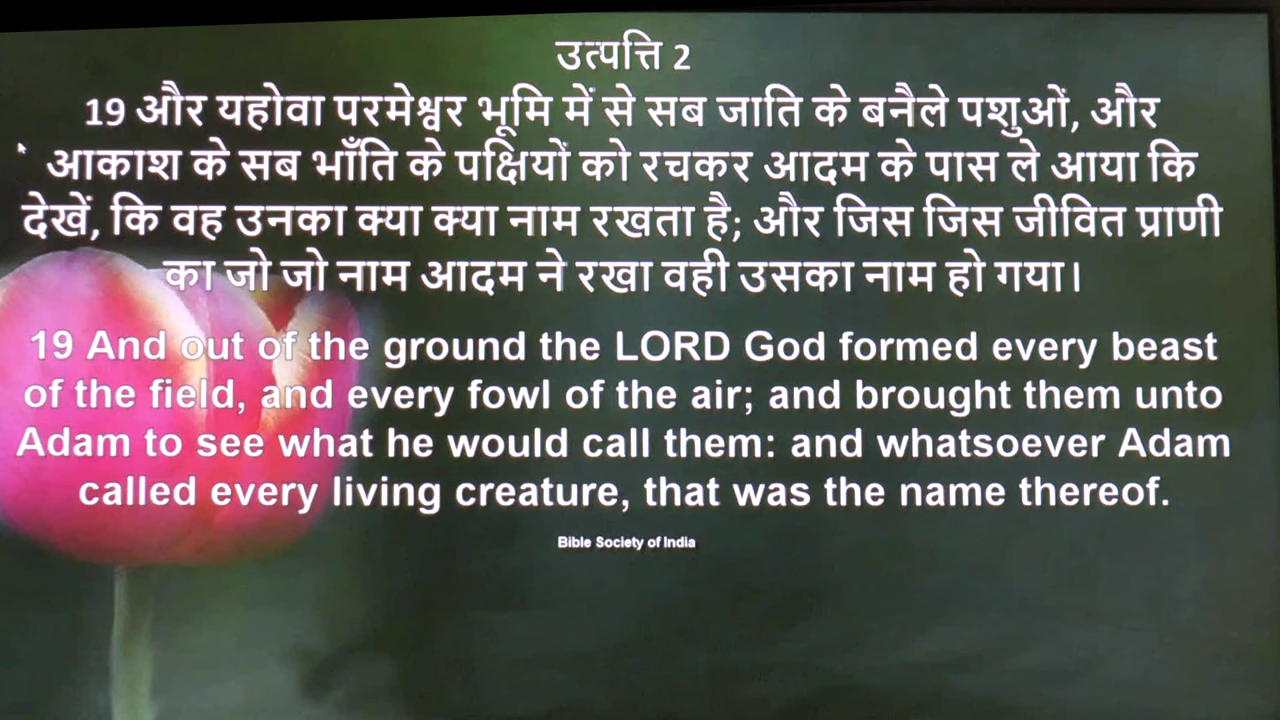 उत्पत्ति 2
19 और यहोवा परमेश्वर भूमि में से सब जाति के बनैले पशुओं, और
आकाश के सब भाँति के पक्षियों को रचकर आदम के पास ले आया कि
देखें, कि वह उनका क्या क्या नाम रखता है; और जिस जिस जीवित प्राणी
का जो जो नाम आदम ने रखा वही उसका नाम हो गया।
19 And out of the ground the LORD God formed every beast
of the field, and every fowl of the air; and brought them unto
Adam to see what he would call them: and whatsoever Adam
called every living creature, that was the name thereof.
Bible Society of India